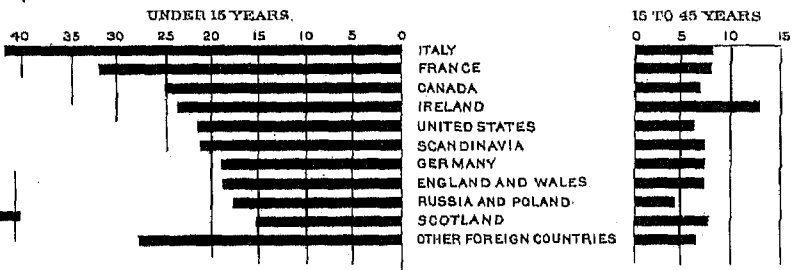 UNDER 15 YEARS.
15 TO 45 YEARS
40 35 30 25 20 15 10 5 0
0 5 10 15
ITALY
FRANCE
CANADA
IRELAND
UNITED STATES
SCANDINAVIA
GERMANY
ENGLAND AND WALES
RUSSIA AND POLAND
SCOTLAND
OTHER FOREIGN COUNTRIES